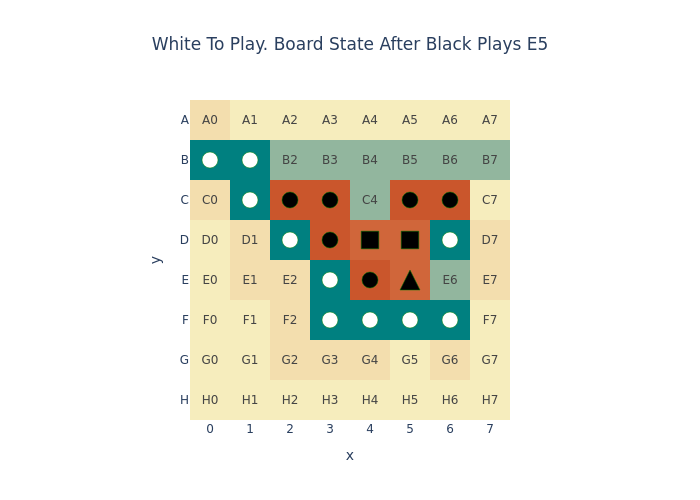 White To Play. Board State After Black Plays E5
A A0 A1 A2 A3 A4 A5 A6 A7
B B2 B3 B4 B5 B6 B7
C C0 C4 C7
D D0 D1 D7
y
E E0 E1 E2 E6 E7
F F0 F1 F2 F7
G G0 G1 G2 G3 G4 G5 G6 G7
H H0 H1 H2 H3 H4 H5 H6 H7
0 1 2 3 4 5 6 7
x